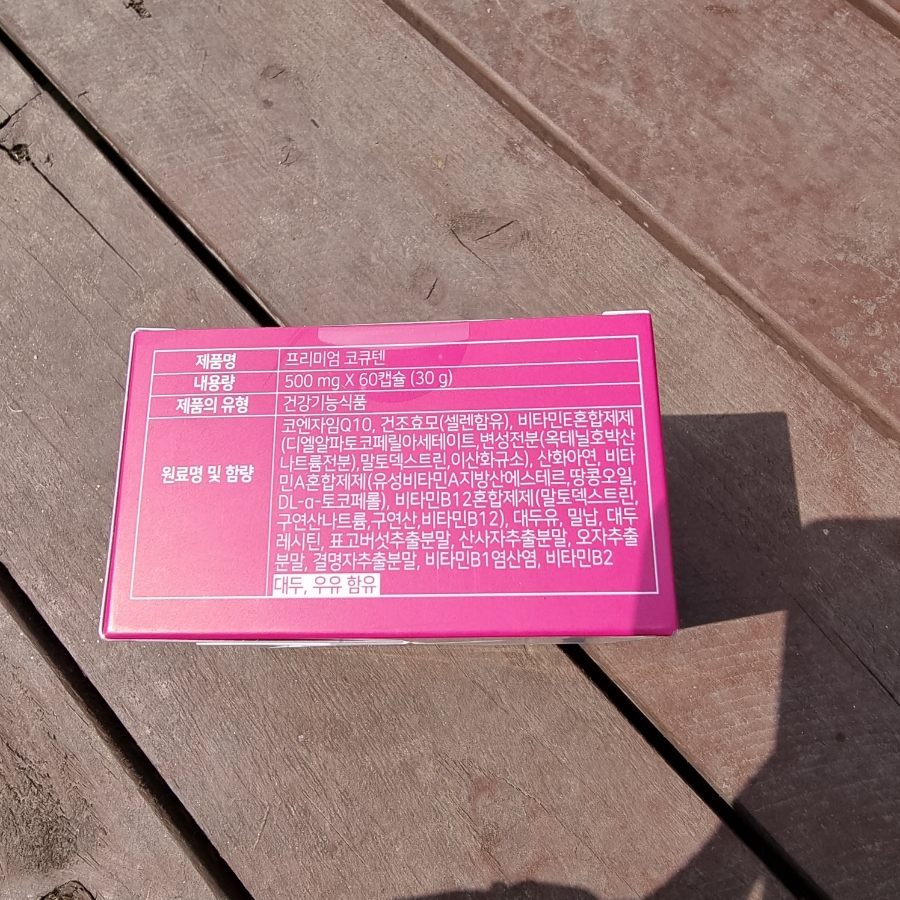 제품명 프리미엄 코큐텐
내용량 500 mg X 60캡슐 (30 g)
제품의 유형 건강기능식품
원료명 및 함량
코엔자임Q10, 건조효모(셀렌함유), 비타민E혼합제제
(디엘알파토코페릴아세테이트,변성전분(옥테닐호박산
나트륨전분),말토덱스트린,이산화규소), 산화아연, 비타
민A혼합제제(유성비타민A지방산에스테르,땅콩오일,
DL-α-토코페롤), 비타민B12혼합제제(말토덱스트린,
구연산나트륨,구연산,비타민B12), 대두유, 밀납, 대두
레시틴, 표고버섯추출분말, 산사자추출분말, 오자추출
분말, 결명자추출분말, 비타민B1염산염, 비타민B2
대두, 우유 함유